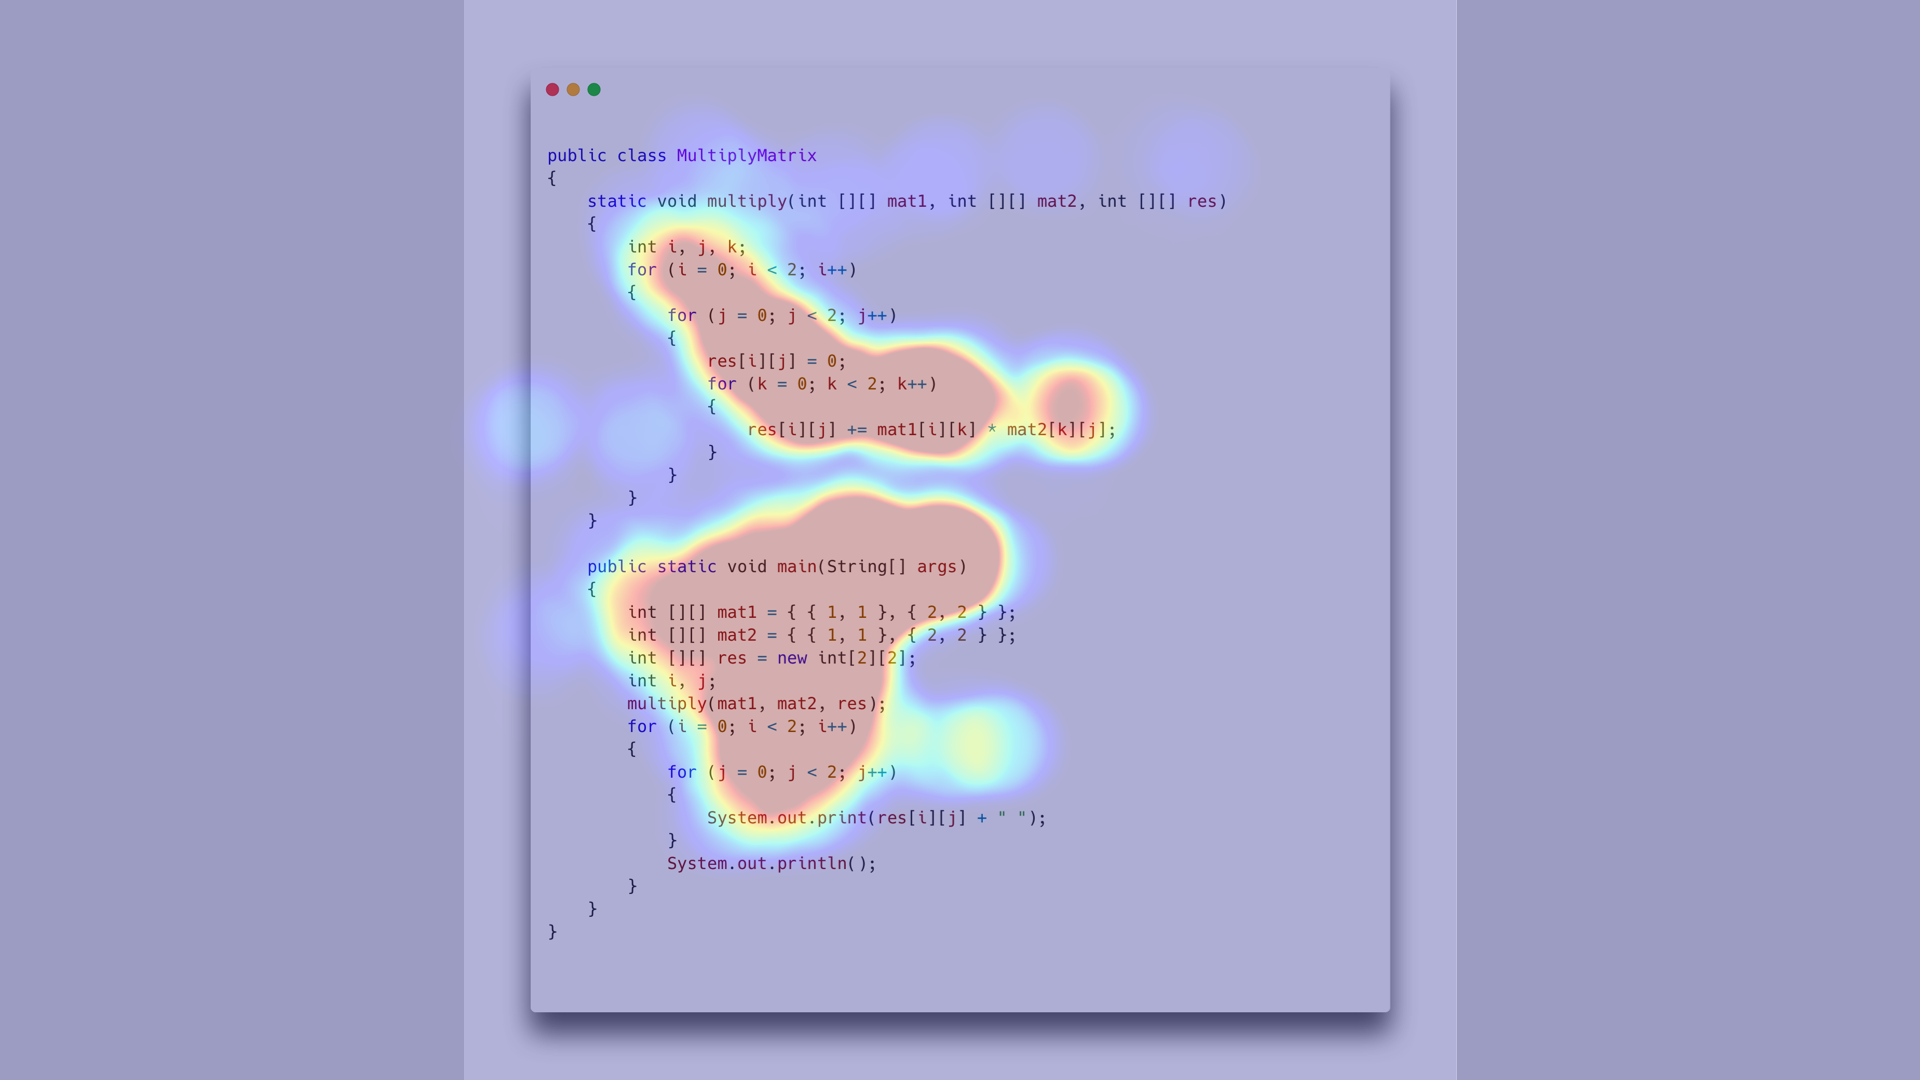 public class MultiplyMatrix
{
    static void multiply(int [][] mat1, int [][] mat2, int [][] res)
    {
        int i, j, k;
        for (i = 0; i < 2; i++)
        {
            for (j = 0; j < 2; j++)
            {
                res[i][j] = 0;
                for (k = 0; k < 2; k++)
                {
                    res[i][j] += mat1[i][k] * mat2[k][j];
                }
            }
        }
    }
    public static void main(String[] args)
    {
        int [][] mat1 = { { 1, 1 }, { 2, 2 } };
        int [][] mat2 = { { 1, 1 }, { 2, 2 } };
        int [][] res = new int[2][2];
        int i, j;
        multiply(mat1, mat2, res);
        for (i = 0; i < 2; i++)
        {
            for (j = 0; j < 2; j++)
            {
                System.out.print(res[i][j] + " ");
            }
            System.out.println();
        }
    }
}